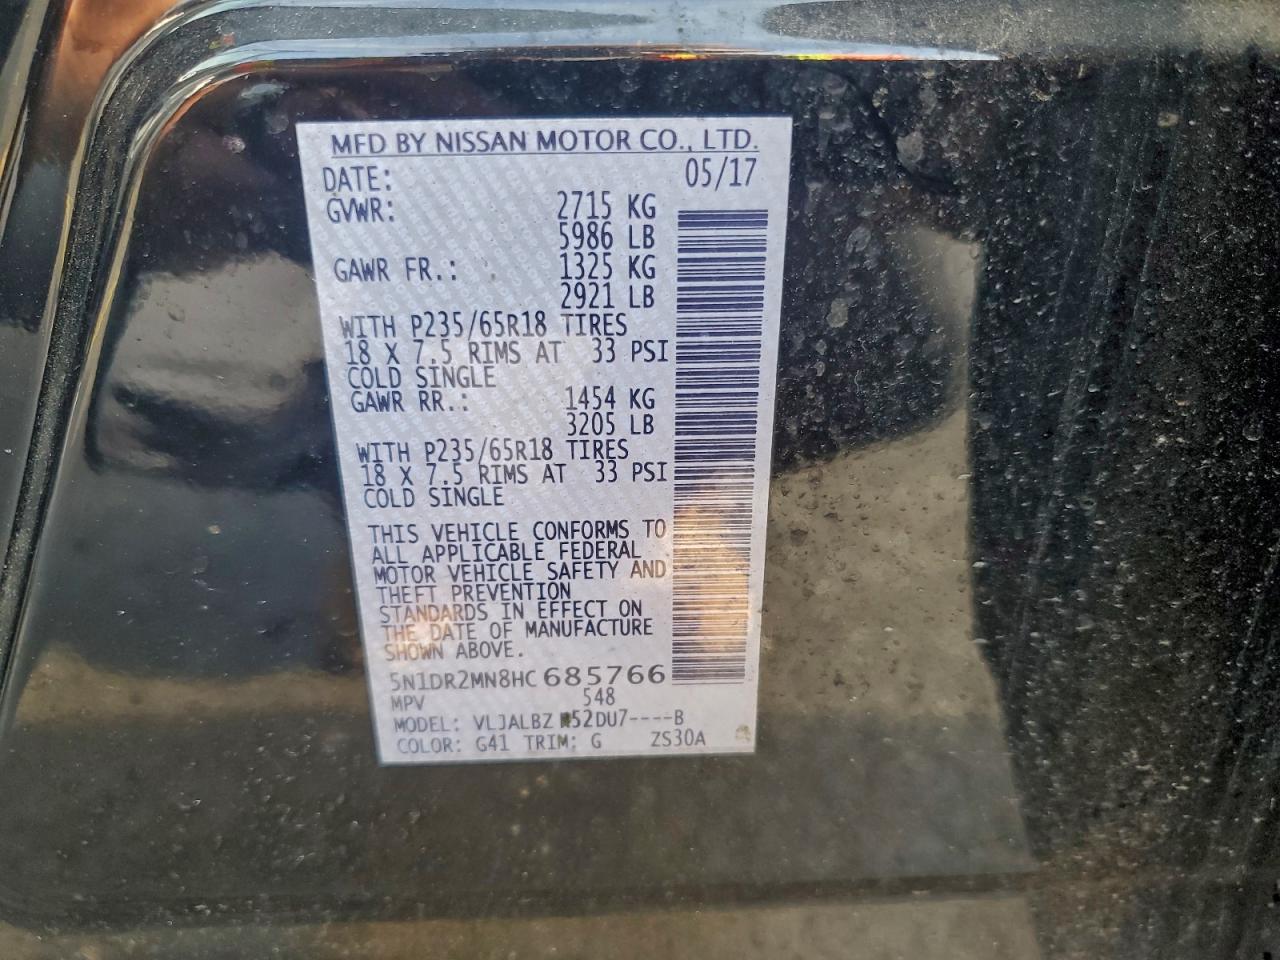 MFD BY NISSAN MOTOR CO., LTD.
DATE: 05/17
GVWR: 2715 KG
5986 LB
GAWR FR.: 1325 KG
2921 LB
WITH P235/65R18 TIRES
18 X 7.5 RIMS AT 33 PSI
COLD SINGLE
GAWR RR.: 1454 KG
3205 LB
WITH P235/65R18 TIRES
18 X 7.5 RIMS AT 33 PSI
COLD SINGLE
THIS VEHICLE CONFORMS TO
ALL APPLICABLE FEDERAL
MOTOR VEHICLE SAFETY AND
THEFT PREVENTION
STANDARDS IN EFFECT ON
THE DATE OF MANUFACTURE
SHOWN ABOVE.
5N1DR2MN8HC685766
MPV 548
MODEL: VLJALBZ 52DU7----B
COLOR: G41 TRIM: G ZS30A